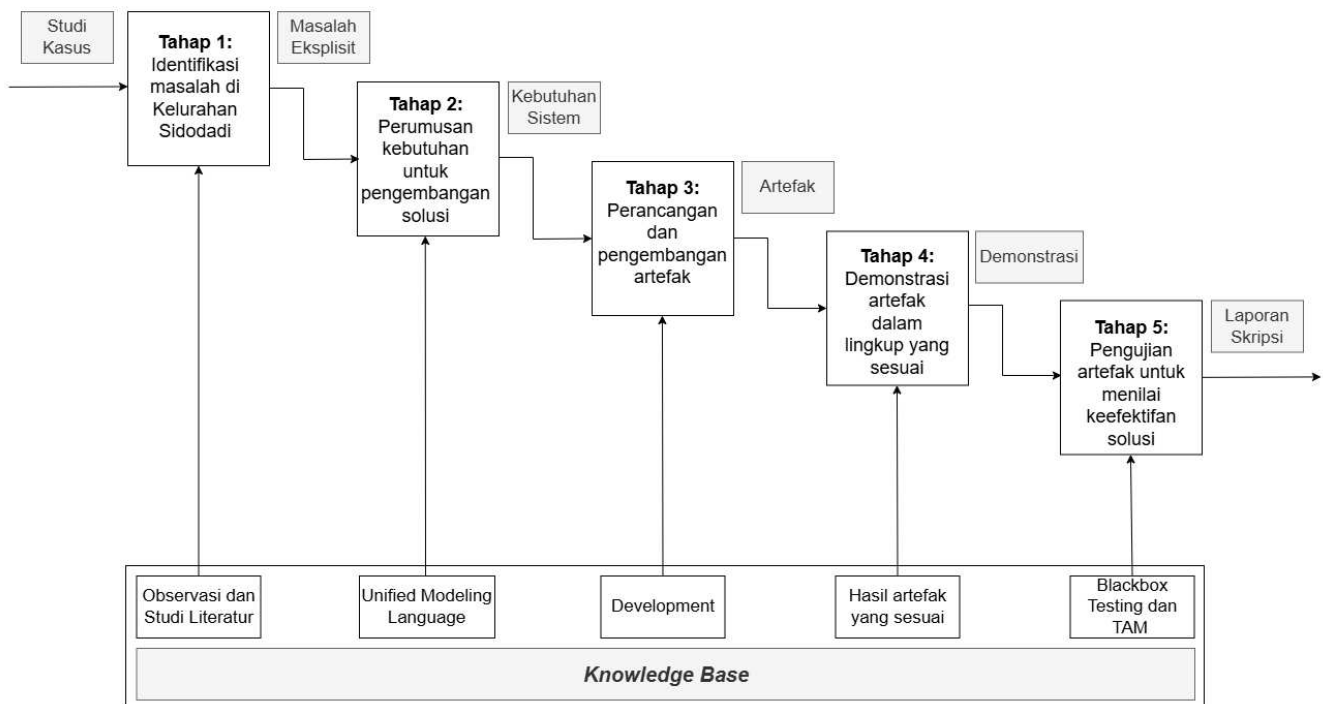 Studi
Kasus
Tahap 1:
Identifikasi
masalah di
Kelurahan
Sidodadi
Masalah
Eksplisit
Tahap 2:
Perumusan
kebutuhan
untuk
pengembangan
solusi
Kebutuhan
Sistem
Tahap 3:
Perancangan
dan
pengembangan
artefak
Artefak
Tahap 4:
Demonstrasi
artefak
dalam
lingkup yang
sesuai
Demonstrasi
Tahap 5:
Pengujian
artefak untuk
menilai
keefektifan
solusi
Laporan
Skripsi
Observasi dan
Studi Literatur
Unified Modeling
Language
Development
Hasil artefak
yang sesuai
Blackbox
Testing dan
TAM
Knowledge Base